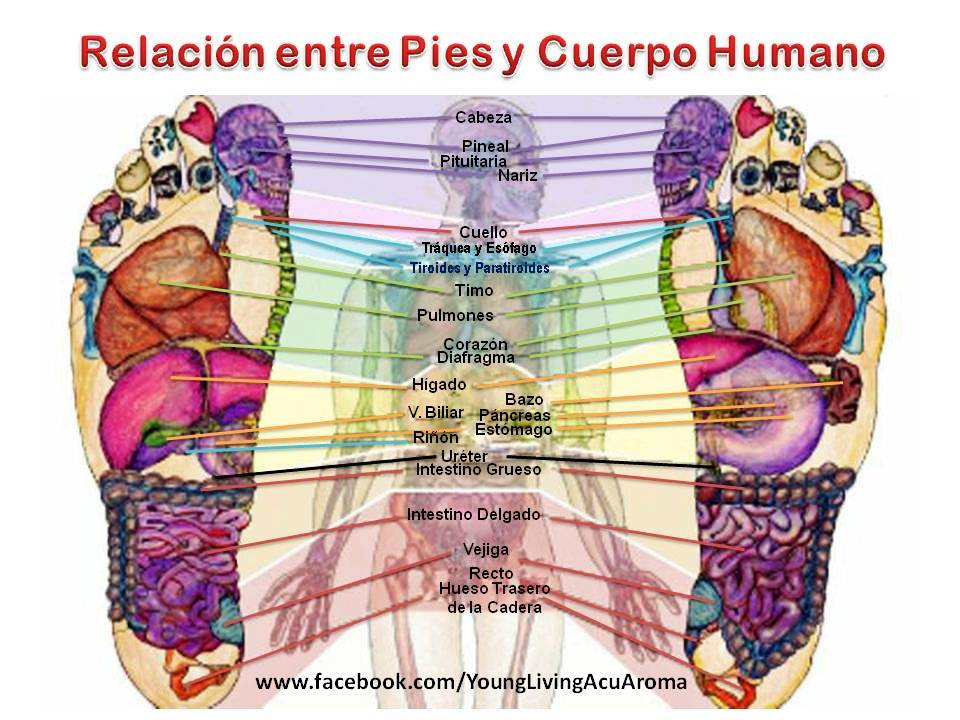 Relación entre Pies y Cuerpo Humano
Cabeza
Pineal
Pituitaria
Nariz
Cuello
Tráquea y Esófago
Tiroides y Paratiroides
Timo
Pulmones
Corazón
Diafragma
Hígado
Bazo
V. Biliar
Páncreas
Estómago
Riñón
Uréter
Intestino Grueso
Intestino Delgado
Vejiga
Recto
Hueso Trasero
de la Cadera
www.facebook.com/YoungLivingAcuAroma